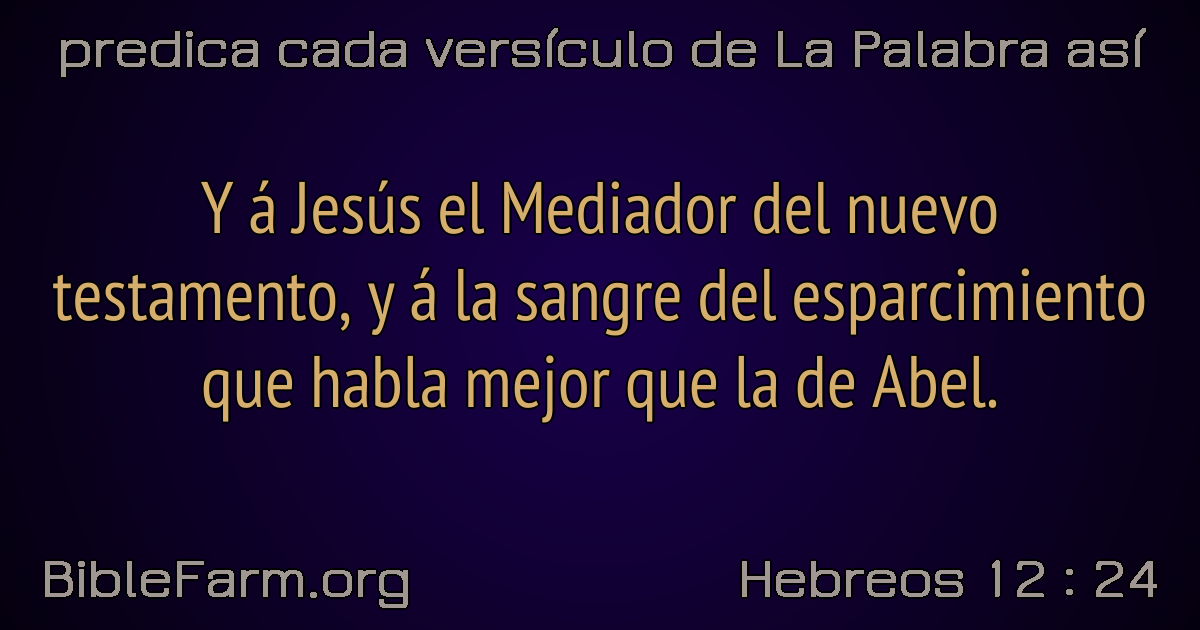 predica cada versículo de La Palabra así
Y á Jesús el Mediador del nuevo
testamento, y á la sangre del esparcimiento
que habla mejor que la de Abel.
BibleFarm.org
Hebreos 12 : 24